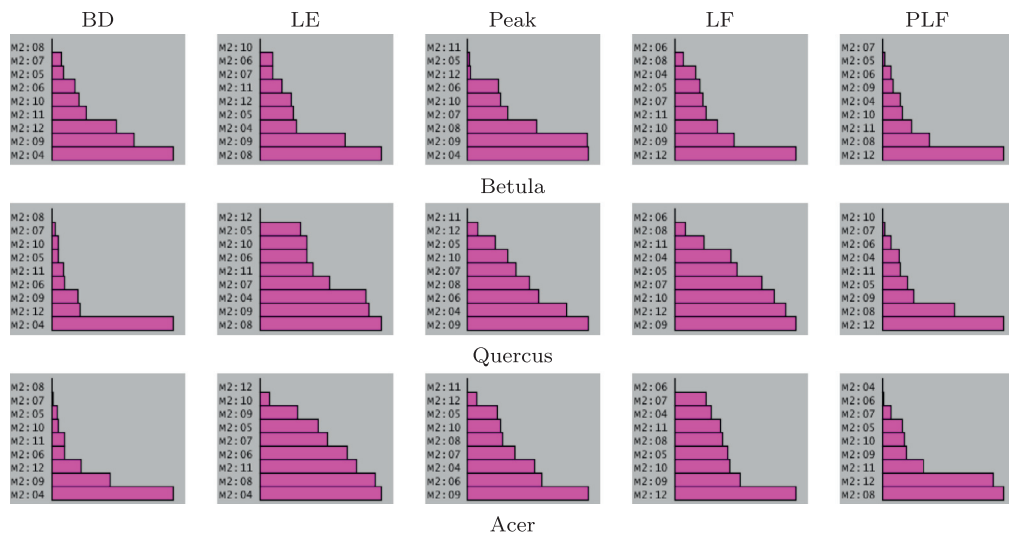 BD LE Peak LF PLF
M2:08 M2:10 M2:11 M2:06 M2:07
M2:07 M2:06 M2:05 M2:08 M2:05
M2:05 M2:07 M2:12 M2:04 M2:06
M2:06 M2:11 M2:06 M2:05 M2:09
M2:10 M2:12 M2:10 M2:07 M2:04
M2:11 M2:05 M2:07 M2:11 M2:10
M2:12 M2:04 M2:08 M2:10 M2:11
M2:09 M2:09 M2:09 M2:09 M2:08
M2:04 M2:08 M2:04 M2:12 M2:12
Betula
M2:08 M2:12 M2:11 M2:06 M2:10
M2:07 M2:05 M2:12 M2:08 M2:07
M2:10 M2:10 M2:05 M2:11 M2:06
M2:05 M2:06 M2:10 M2:04 M2:04
M2:11 M2:11 M2:07 M2:05 M2:11
M2:06 M2:07 M2:08 M2:07 M2:05
M2:09 M2:04 M2:06 M2:10 M2:09
M2:12 M2:09 M2:04 M2:12 M2:08
M2:04 M2:08 M2:09 M2:09 M2:12
Quercus
M2:08 M2:12 M2:11 M2:06 M2:04
M2:07 M2:10 M2:12 M2:07 M2:06
M2:05 M2:09 M2:05 M2:04 M2:07
M2:10 M2:05 M2:10 M2:11 M2:05
M2:11 M2:07 M2:08 M2:08 M2:10
M2:06 M2:06 M2:07 M2:05 M2:09
M2:12 M2:11 M2:04 M2:10 M2:11
M2:09 M2:08 M2:06 M2:09 M2:12
M2:04 M2:04 M2:09 M2:12 M2:08
Acer